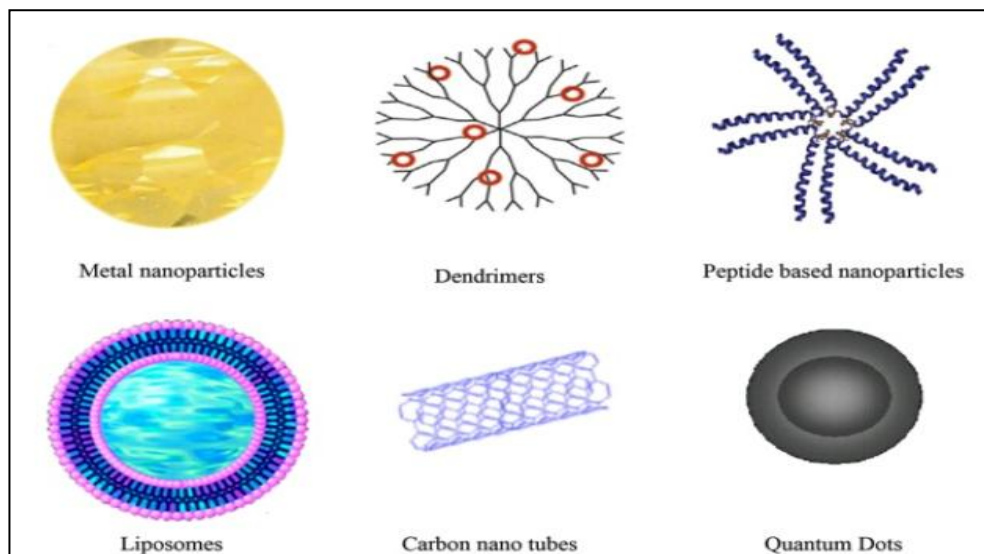 Metal nanoparticles
Dendrimers
Peptide based nanoparticles
Liposomes
Carbon nano tubes
Quantum Dots